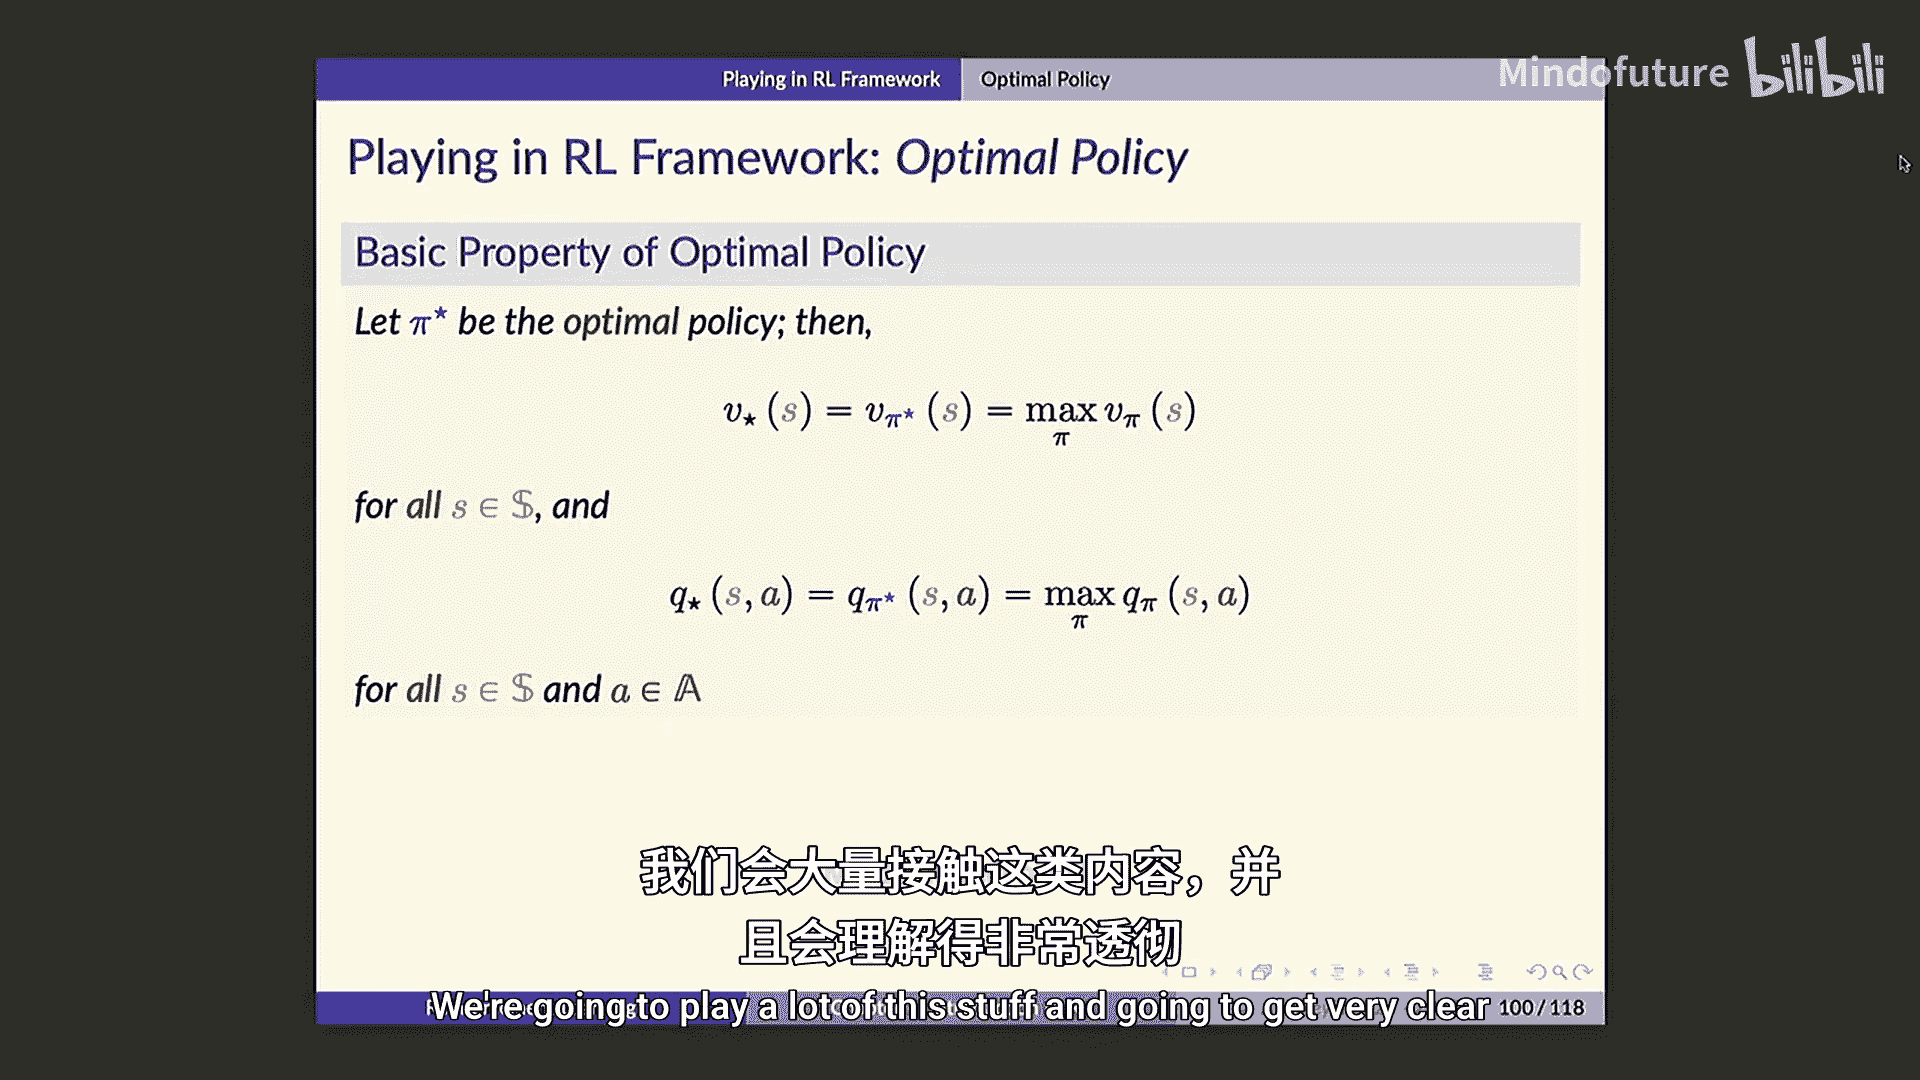 Playing in RL Framework Optimal Policy
Mindofuture bilibili
Playing in RL Framework: Optimal Policy
Basic Property of Optimal Policy
Let π* be the optimal policy; then,
v⋆ (s) = vπ⋆ (s) = max vπ (s)
π
for all s ∈ 𝕊, and
q⋆ (s, a) = qπ⋆ (s, a) = max qπ (s, a)
π
for all s ∈ 𝕊 and a ∈ 𝔸
我们会大量接触这类内容，并
且会理解得非常透彻
We're going to play a lot of this stuff and going to get very clear
100 / 118